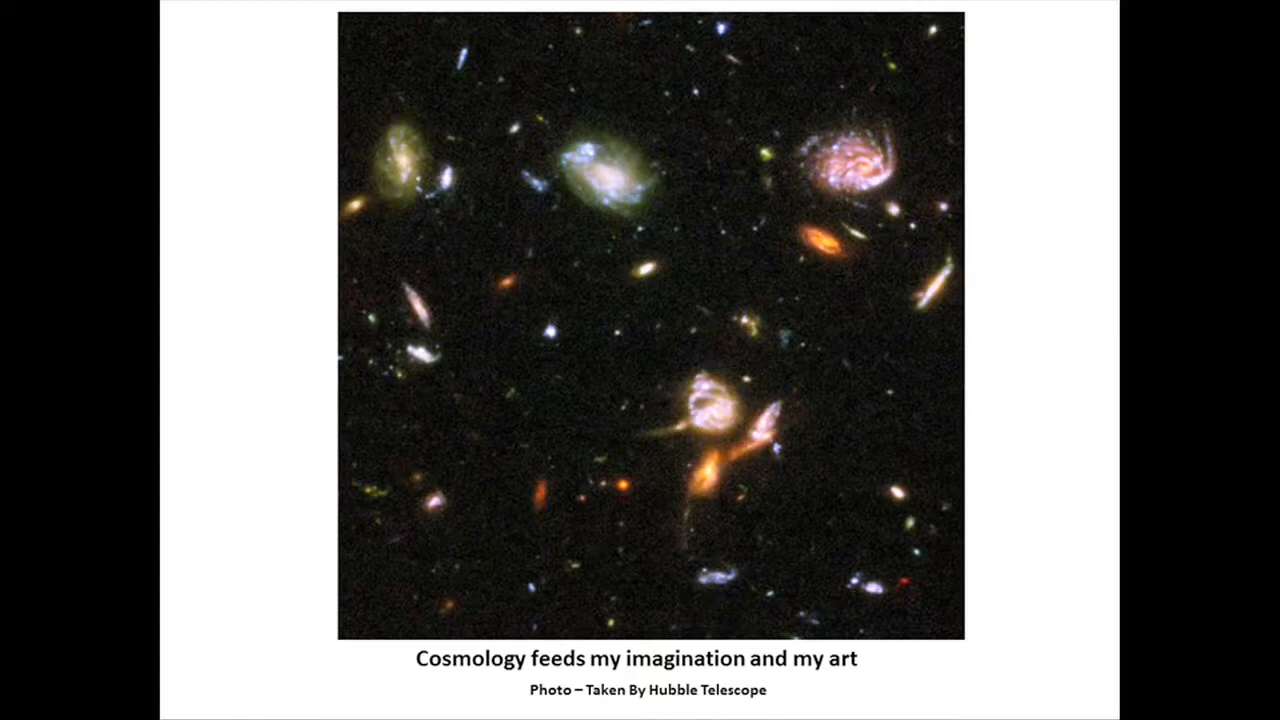 Cosmology feeds my imagination and my art
Photo – Taken By Hubble Telescope